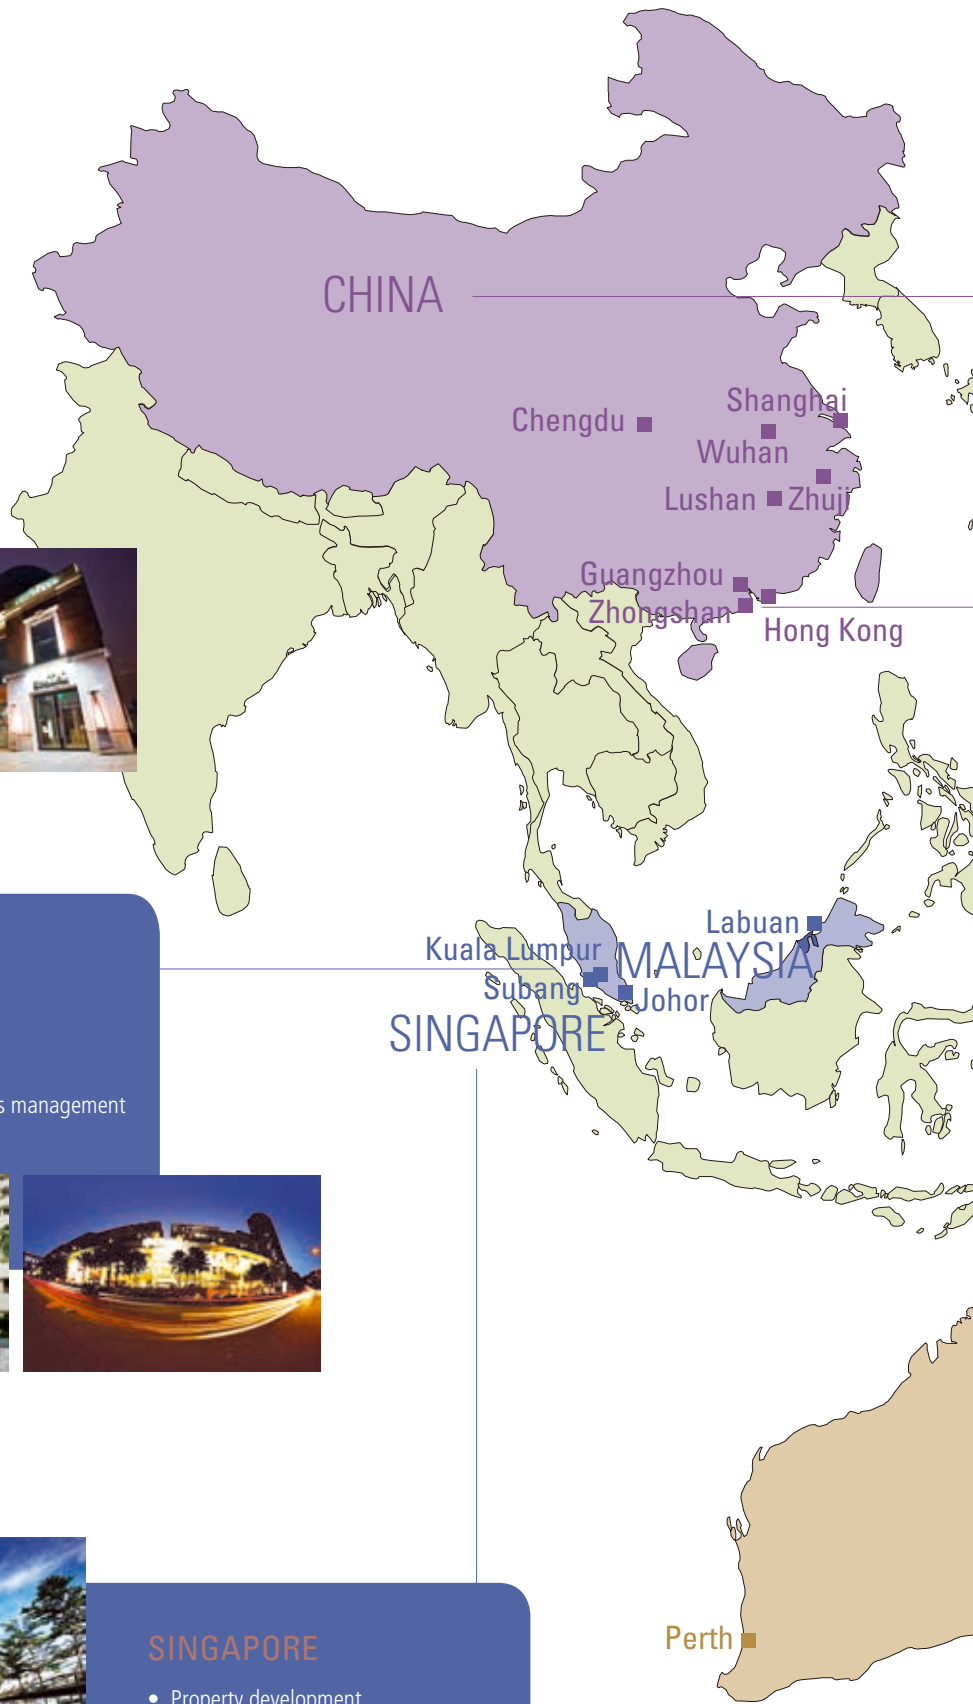 CHINA
Shanghai
Chengdu
Wuhan
Lushan
Zhuji
Guangzhou
Zhongshan
Hong Kong
Labuan
Kuala Lumpur
MALAYSIA
Subang
Johor
SINGAPORE
s management
Perth
SINGAPORE
• Property development